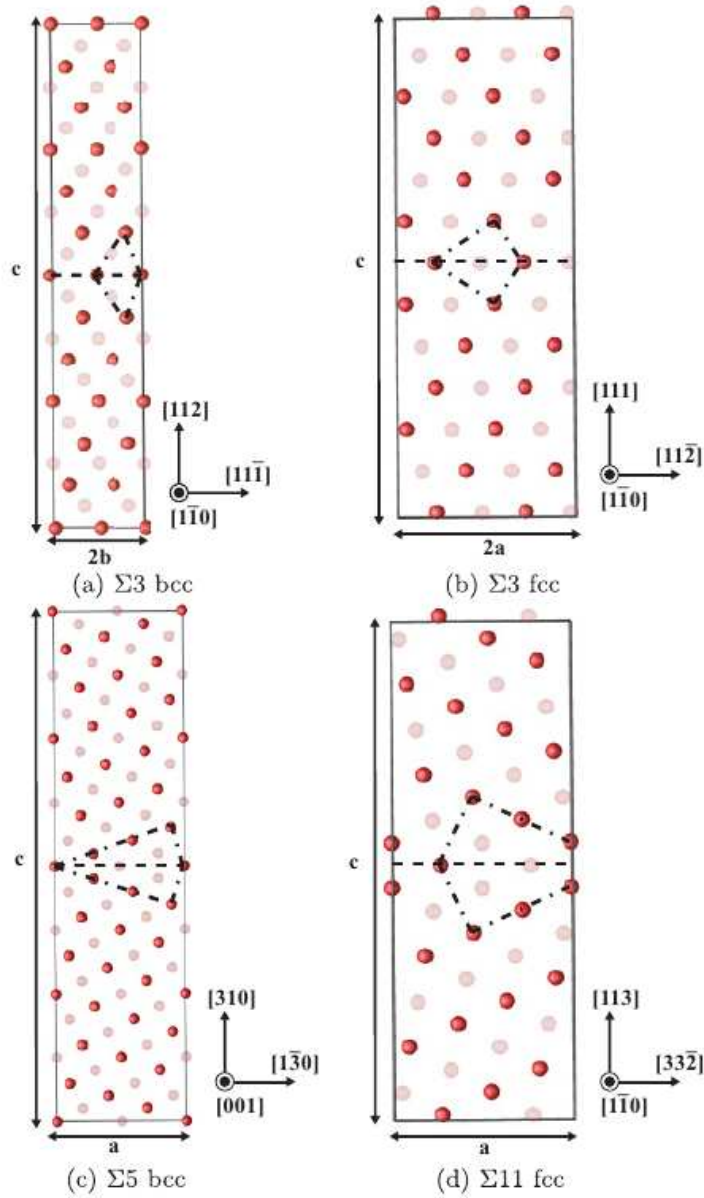 c
[112]
[111̄]
[11̄0]
2b
(a) Σ3 bcc
c
[111]
[112̄]
[11̄0]
2a
(b) Σ3 fcc
c
[310]
[13̄0]
[001]
a
(c) Σ5 bcc
c
[113]
[332̄]
[11̄0]
a
(d) Σ11 fcc